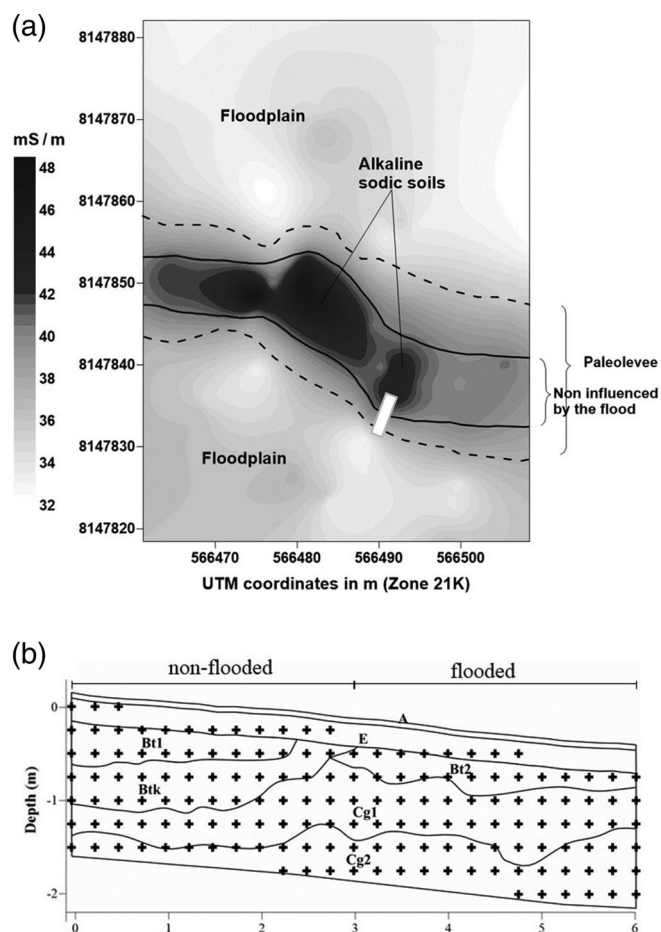 (a)
8147880
8147870
8147860
8147850
8147840
8147830
8147820
mS / m
48
46
44
42
40
38
36
34
32
Floodplain
Alkaline
sodic soils
Floodplain
Paleolevee
Non influenced
by the flood
566470
566480
566490
566500
UTM coordinates in m (Zone 21K)
(b)
non-flooded
flooded
Depth (m)
0
-1
-2
A
E
Bt1
Bt2
Btk
Cg1
Cg2
0
1
2
3
4
5
6